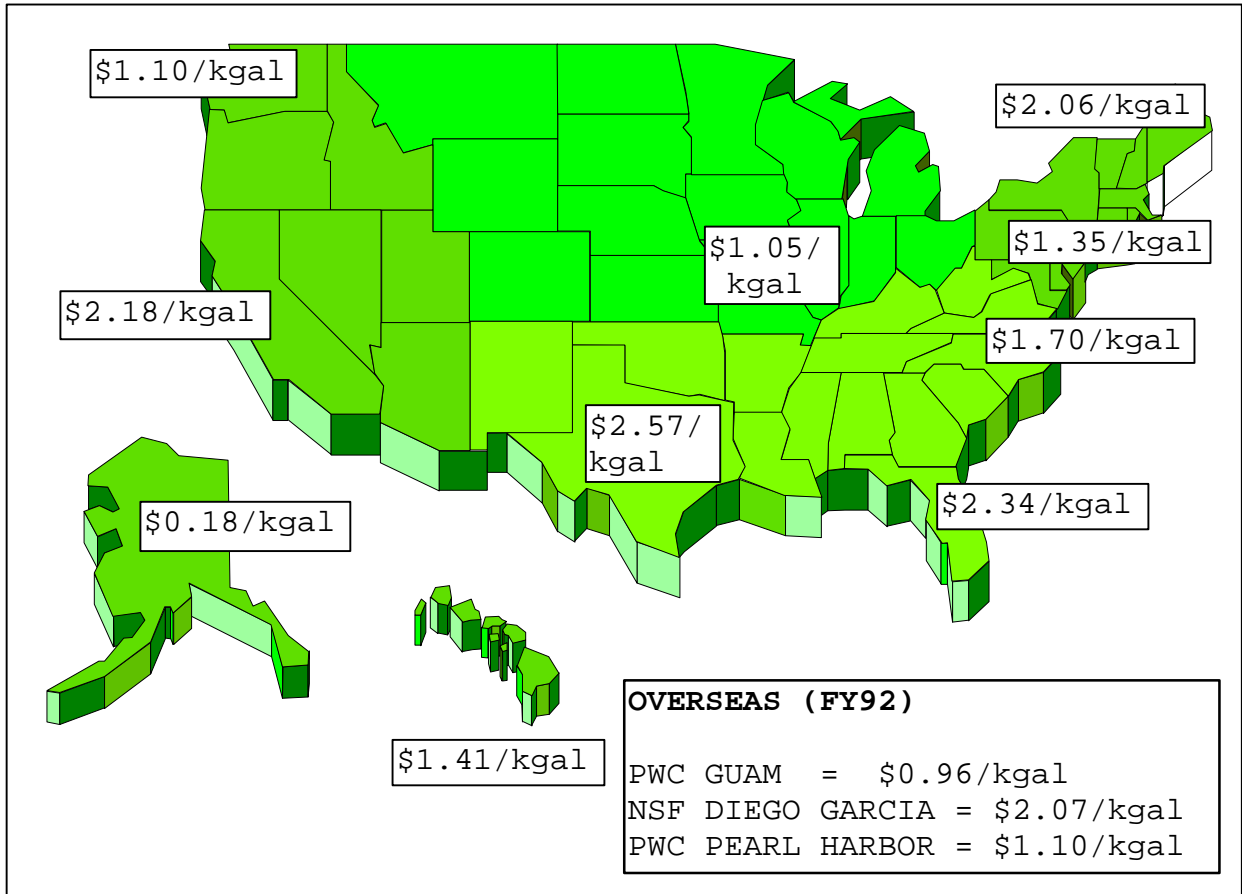 $1.10/kgal
$2.06/kgal
$1.05/
kgal
$1.35/kgal
$2.18/kgal
$1.70/kgal
$2.57/
kgal
$2.34/kgal
$0.18/kgal
$1.41/kgal
OVERSEAS (FY92)
PWC GUAM = $0.96/kgal
NSF DIEGO GARCIA = $2.07/kgal
PWC PEARL HARBOR = $1.10/kgal